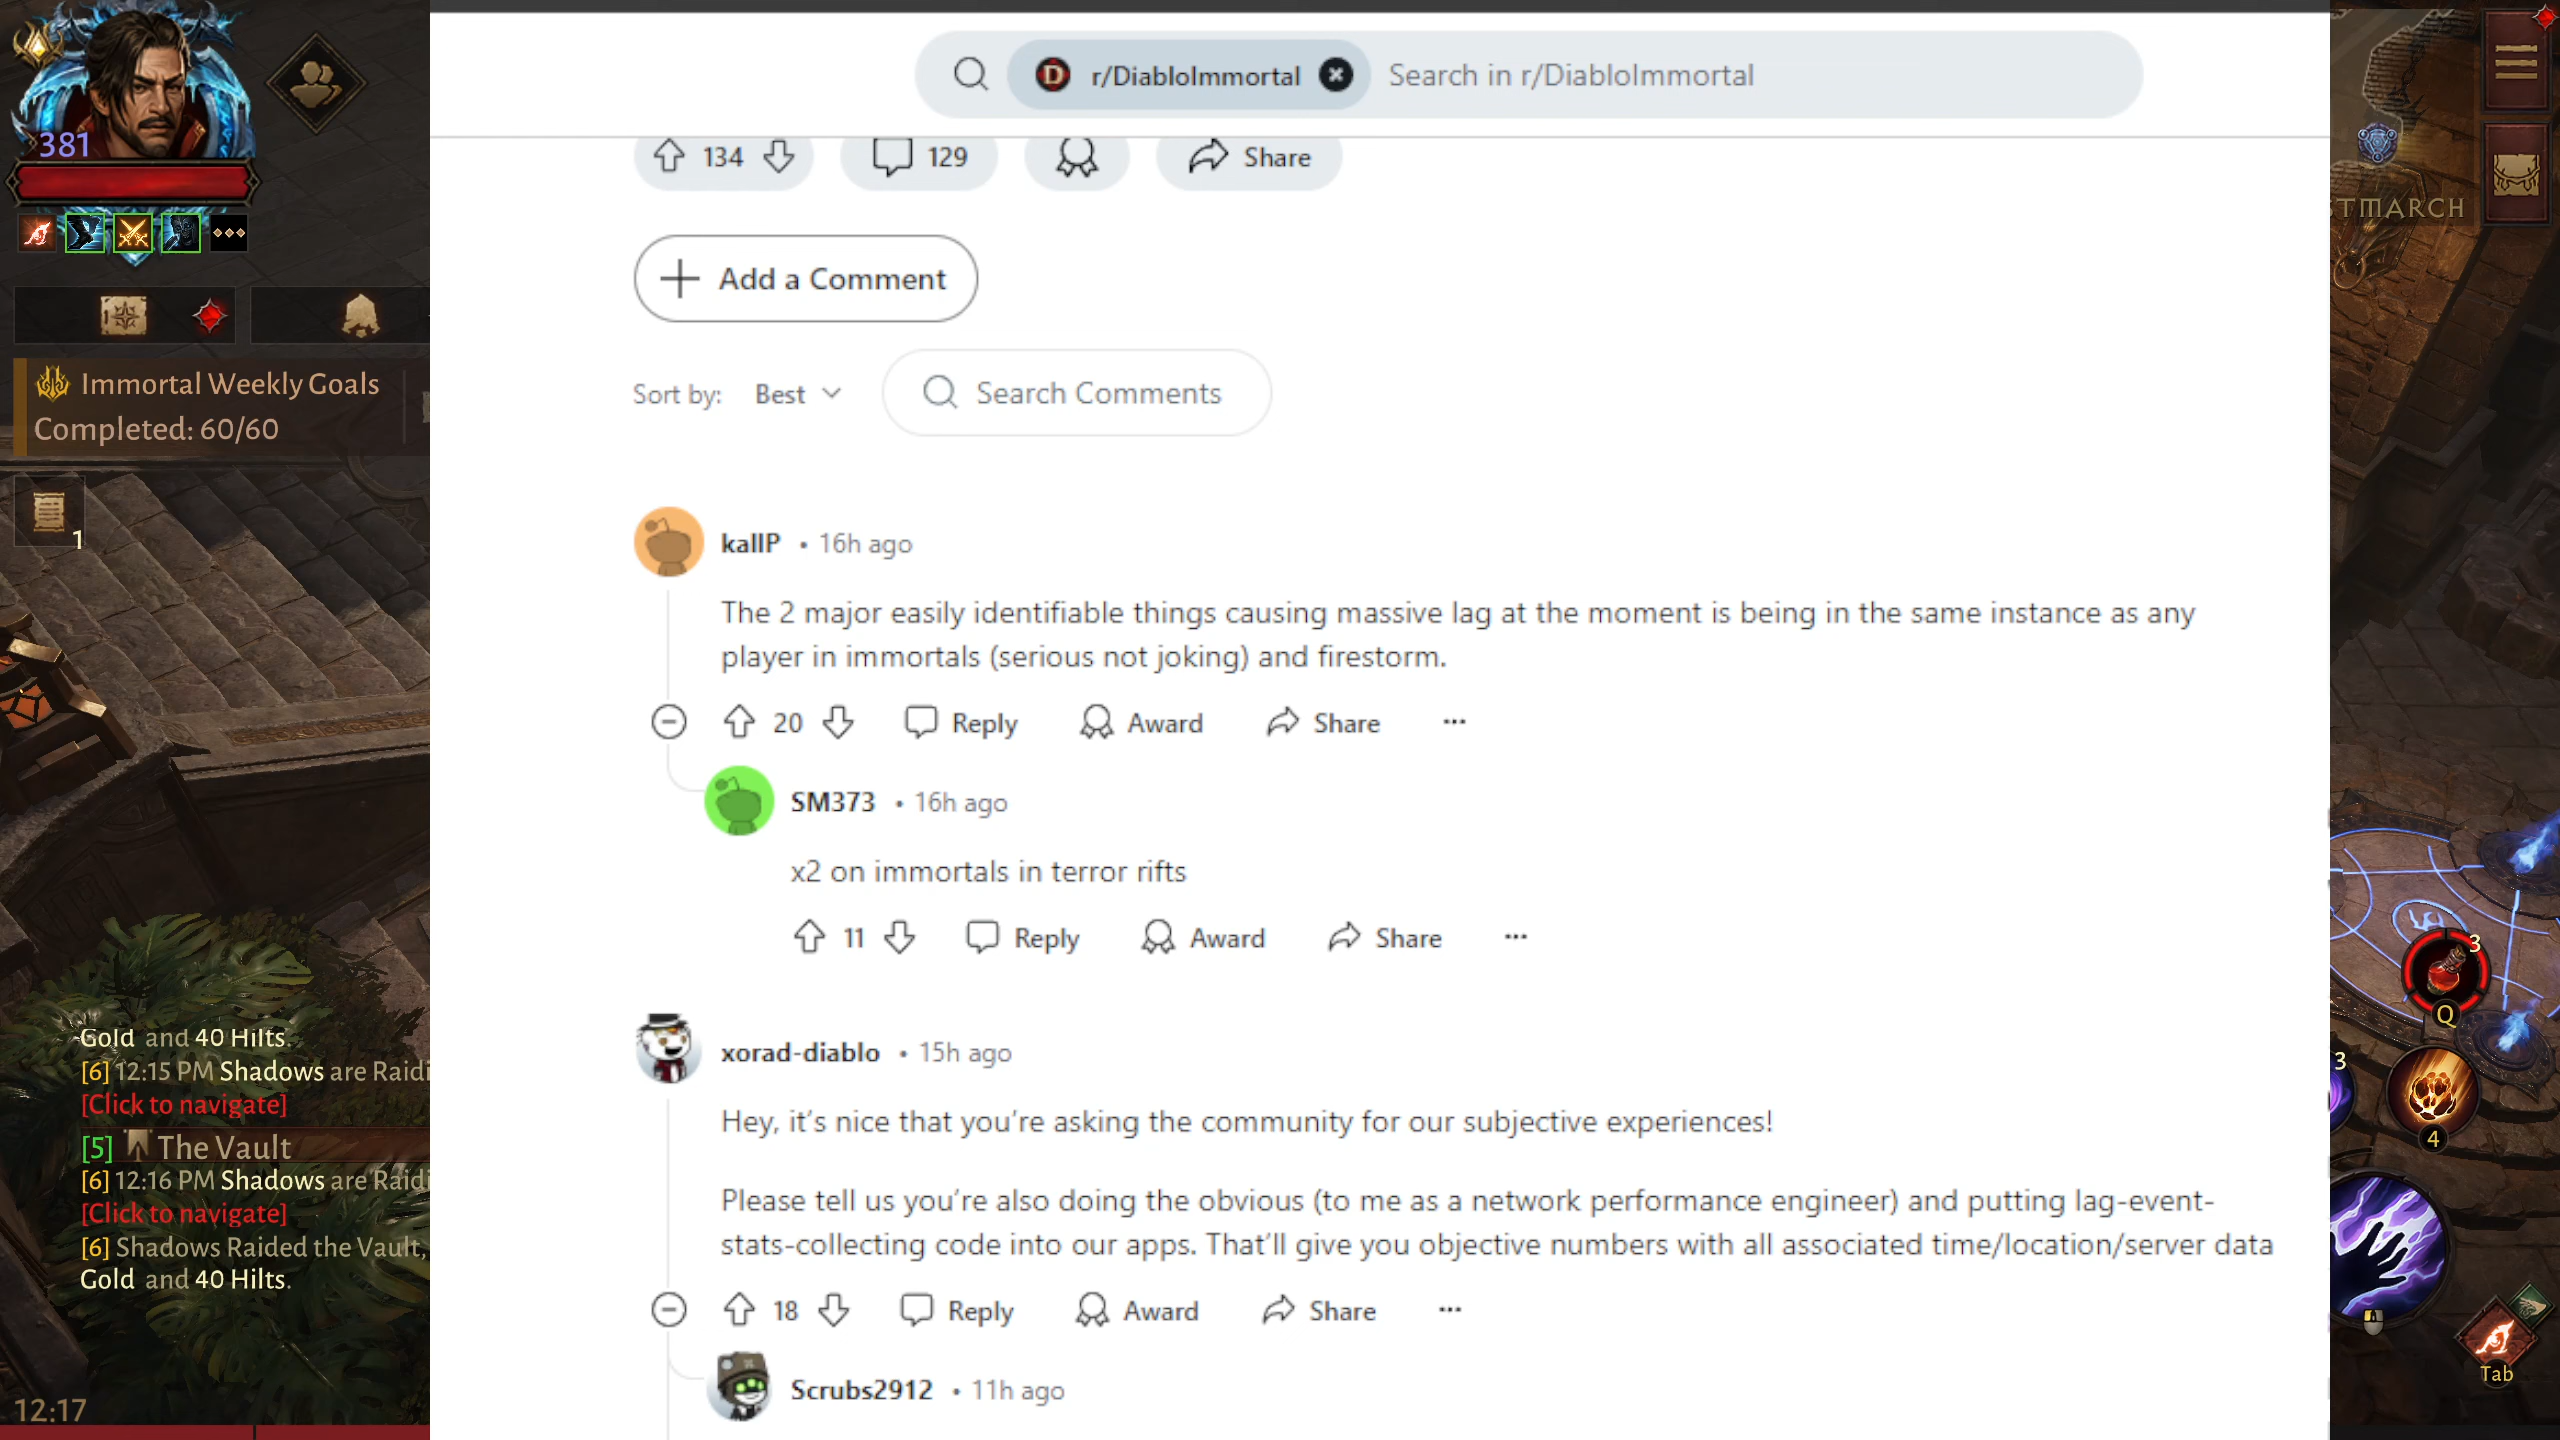 381
Immortal Weekly Goals
Completed: 60/60
1
Gold and 40 Hilts.
[6] 12:15 PM Shadows are Raidi
[Click to navigate]
[5] The Vault
[6] 12:16 PM Shadows are Raidi
[Click to navigate]
[6] Shadows Raided the Vault,
Gold and 40 Hilts.
12:17
r/DiabloImmortal Search in r/DiabloImmortal
134 129 Share
Add a Comment
Sort by: Best Search Comments
kallP • 16h ago
The 2 major easily identifiable things causing massive lag at the moment is being in the same instance as any
player in immortals (serious not joking) and firestorm.
20 Reply Award Share ...
SM373 • 16h ago
x2 on immortals in terror rifts
11 Reply Award Share ...
xorad-diablo • 15h ago
Hey, it's nice that you're asking the community for our subjective experiences!
Please tell us you're also doing the obvious (to me as a network performance engineer) and putting lag-event-
stats-collecting code into our apps. That'll give you objective numbers with all associated time/location/server data
18 Reply Award Share ...
Scrubs2912 • 11h ago
STMARCH
3
Q
3
4
Tab